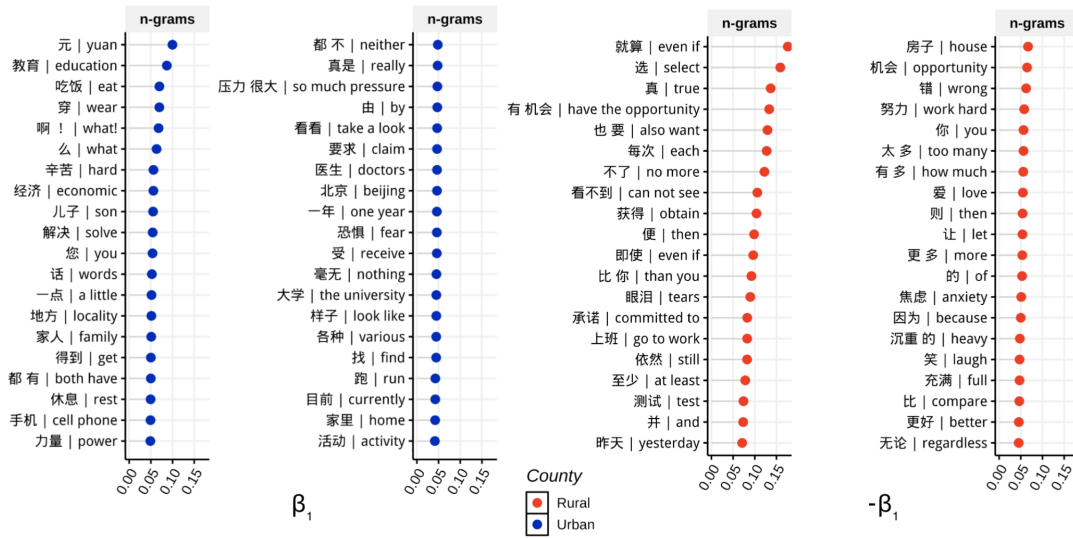 n-grams
元 | yuan
教育 | education
吃饭 | eat
穿 | wear
啊 ！ | what!
么 | what
辛苦 | hard
经济 | economic
儿子 | son
解决 | solve
您 | you
话 | words
一点 | a little
地方 | locality
家人 | family
得到 | get
都 有 | both have
休息 | rest
手机 | cell phone
力量 | power
0.00 0.05 0.10 0.15
n-grams
都 不 | neither
真是 | really
压力 很大 | so much pressure
由 | by
看看 | take a look
要求 | claim
医生 | doctors
北京 | beijing
一年 | one year
恐惧 | fear
受 | receive
毫无 | nothing
大学 | the university
样子 | look like
各种 | various
找 | find
跑 | run
目前 | currently
家里 | home
活动 | activity
0.00 0.05 0.10 0.15
β1
n-grams
就算 | even if
选 | select
真 | true
有 机会 | have the opportunity
也 要 | also want
每次 | each
不了 | no more
看不到 | can not see
获得 | obtain
便 | then
即使 | even if
比 你 | than you
眼泪 | tears
承诺 | committed to
上班 | go to work
依然 | still
至少 | at least
测试 | test
并 | and
昨天 | yesterday
0.00 0.05 0.10 0.15
n-grams
房子 | house
机会 | opportunity
错 | wrong
努力 | work hard
你 | you
太 多 | too many
有 多 | how much
爱 | love
则 | then
让 | let
更 多 | more
的 | of
焦虑 | anxiety
因为 | because
沉重 的 | heavy
笑 | laugh
充满 | full
比 | compare
更好 | better
无论 | regardless
0.00 0.05 0.10 0.15
-β1
County
Rural
Urban